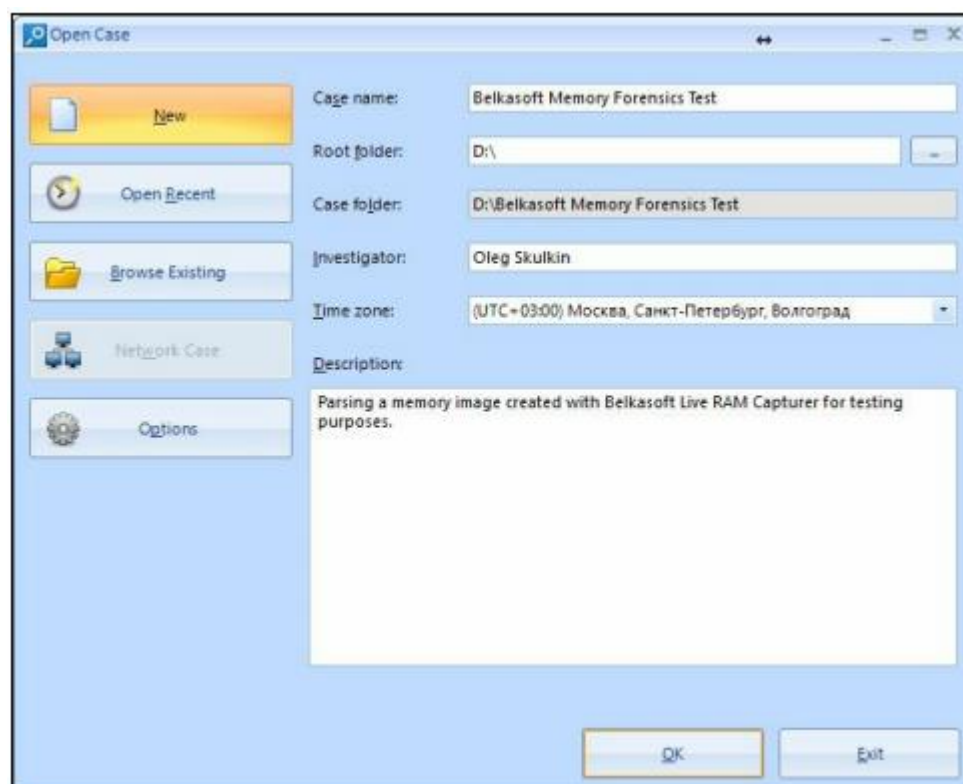 Open Case
New
Open Recent
Browse Existing
Network Case
Options
Case name: Belkasoft Memory Forensics Test
Root folder: D:\
...
Case folder: D:\Belkasoft Memory Forensics Test
Investigator: Oleg Skulkin
Time zone: (UTC+03:00) Москва, Санкт-Петербург, Волгоград
Description:
Parsing a memory image created with Belkasoft Live RAM Capturer for testing
purposes.
OK
Exit